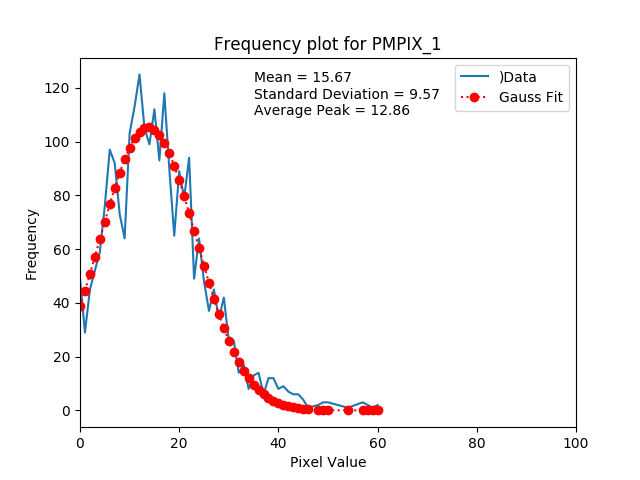 Frequency plot for PMPIX_1
Mean = 15.67
Standard Deviation = 9.57
Average Peak = 12.86
)Data
Gauss Fit
Frequency
120
100
80
60
40
20
0
0 20 40 60 80 100
Pixel Value